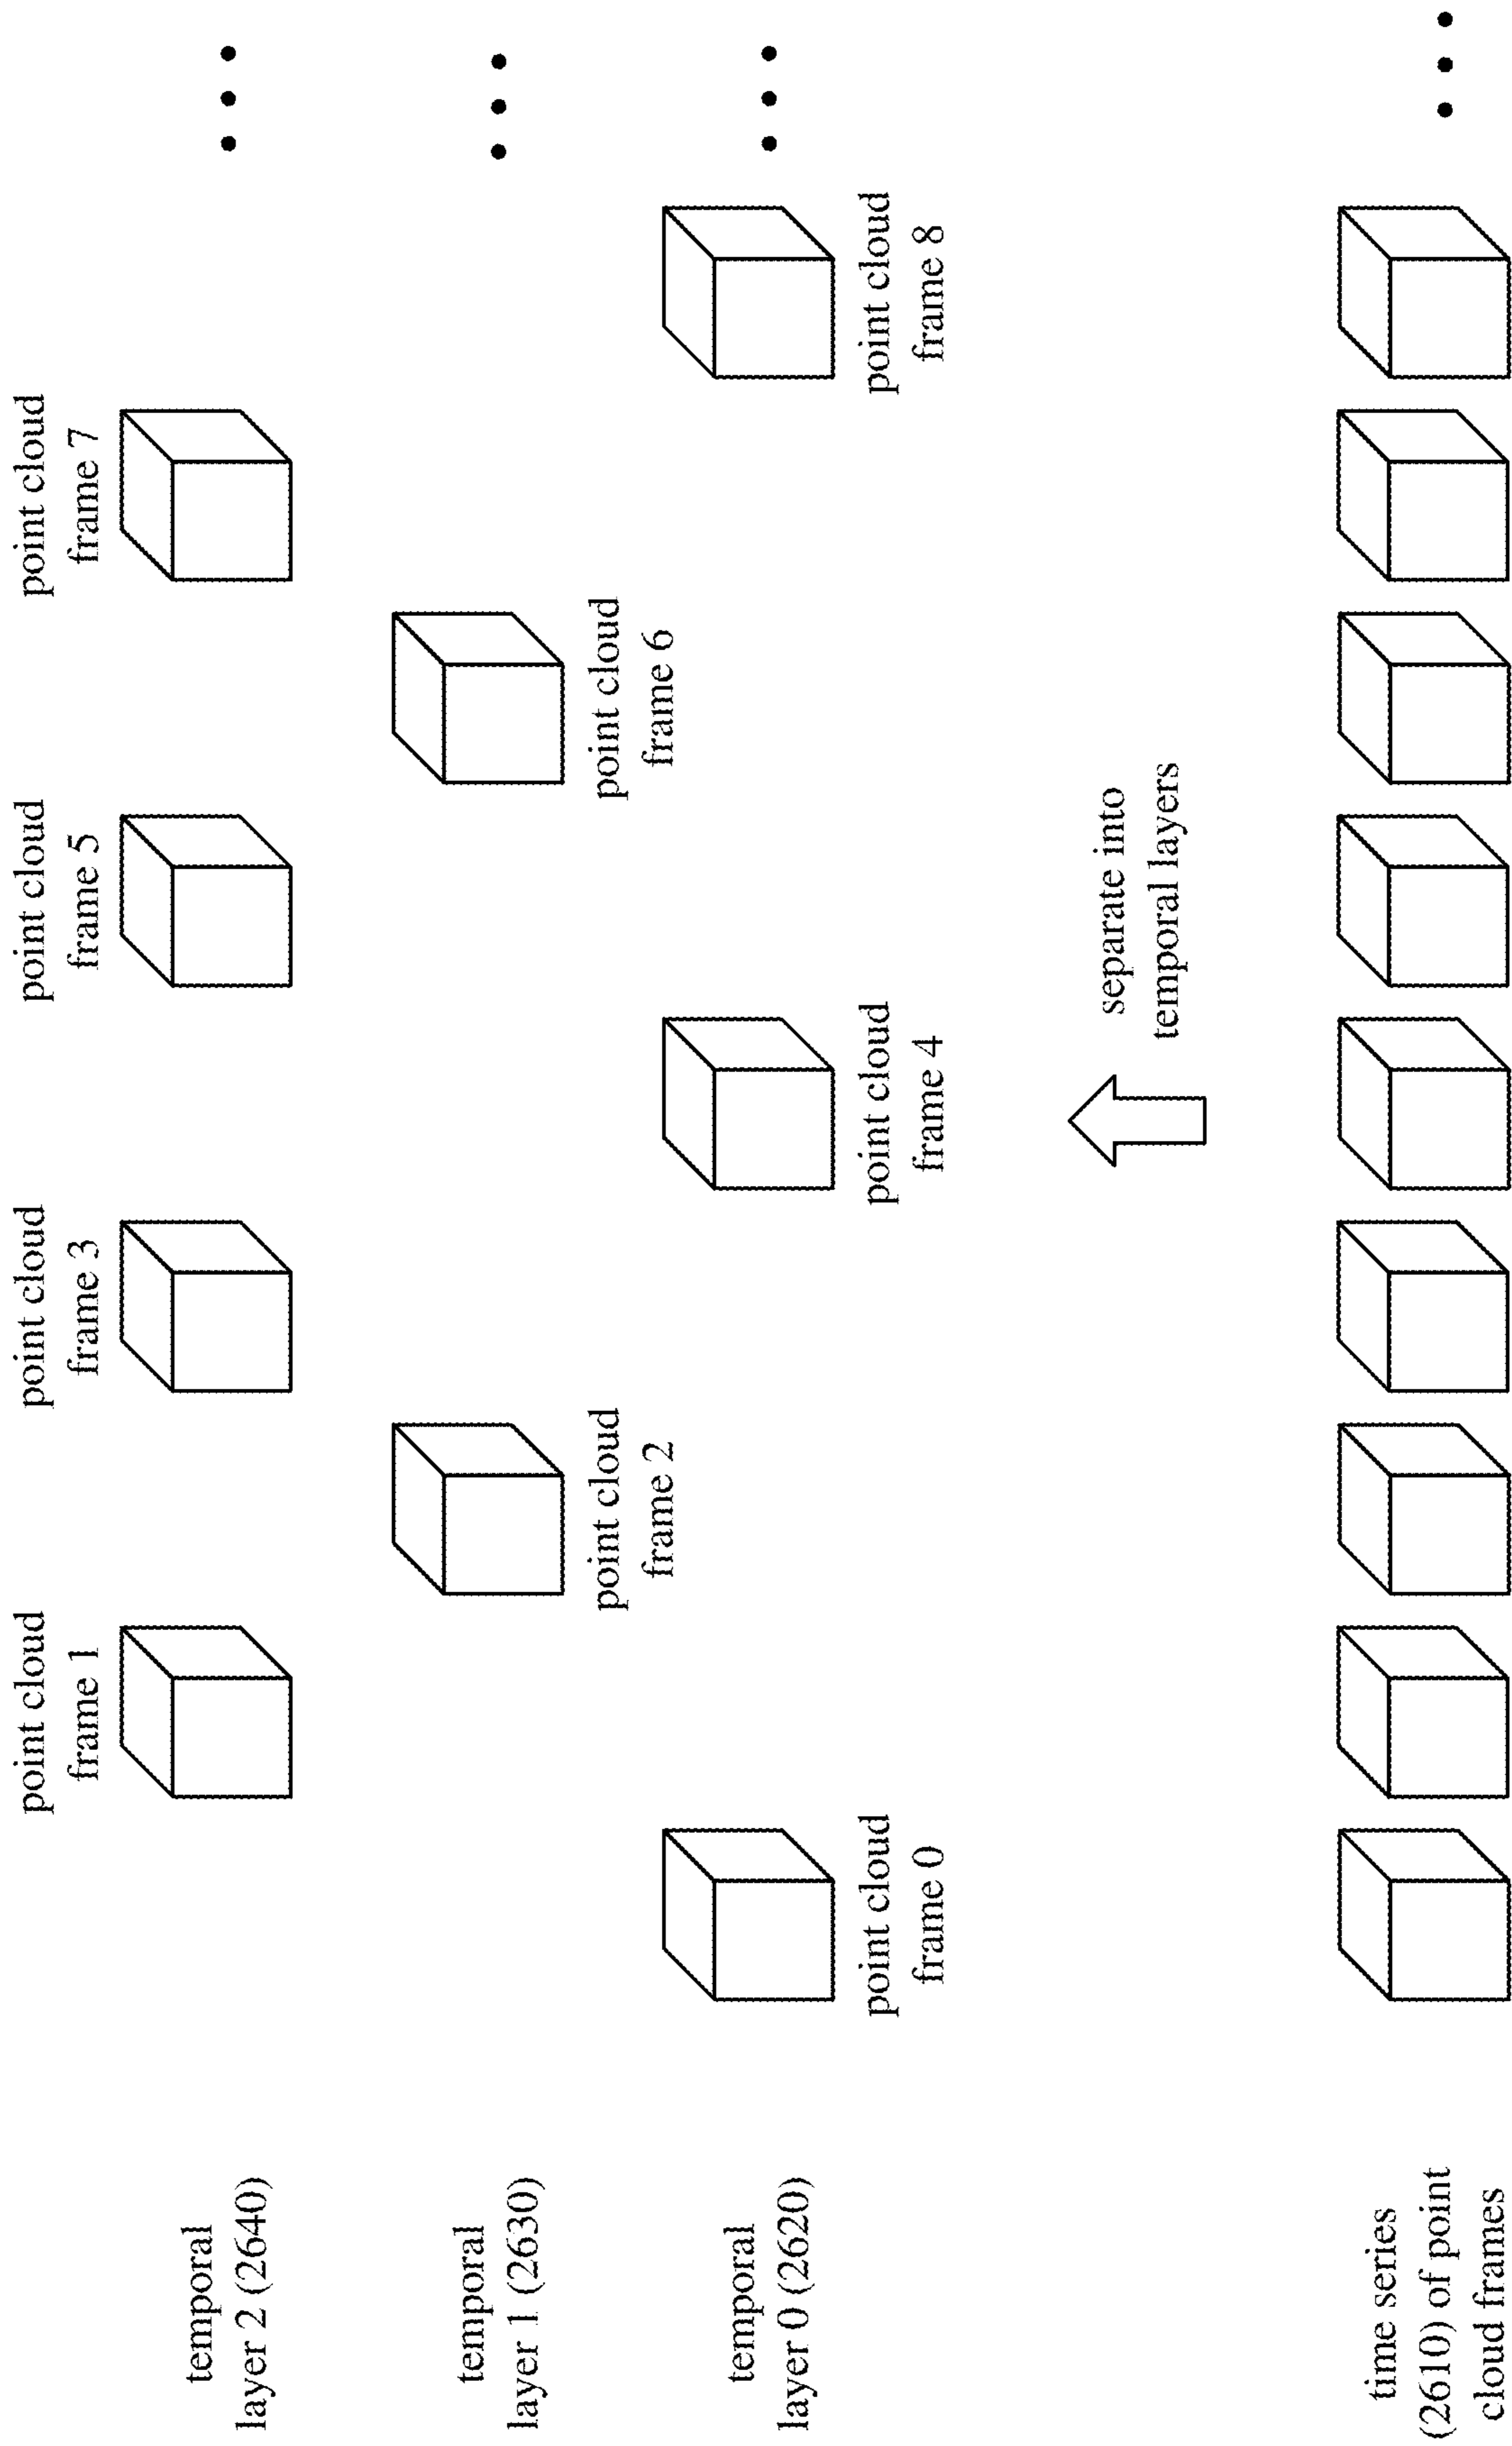 point cloud
frame 1
point cloud
frame 3
point cloud
frame 5
point cloud
frame 7
temporal
layer 2 (2640)
temporal
layer 1 (2630)
point cloud
frame 2
point cloud
frame 6
temporal
layer 0 (2620)
point cloud
frame 0
point cloud
frame 4
point cloud
frame 8
separate into
temporal layers
time series
(2610) of point
cloud frames